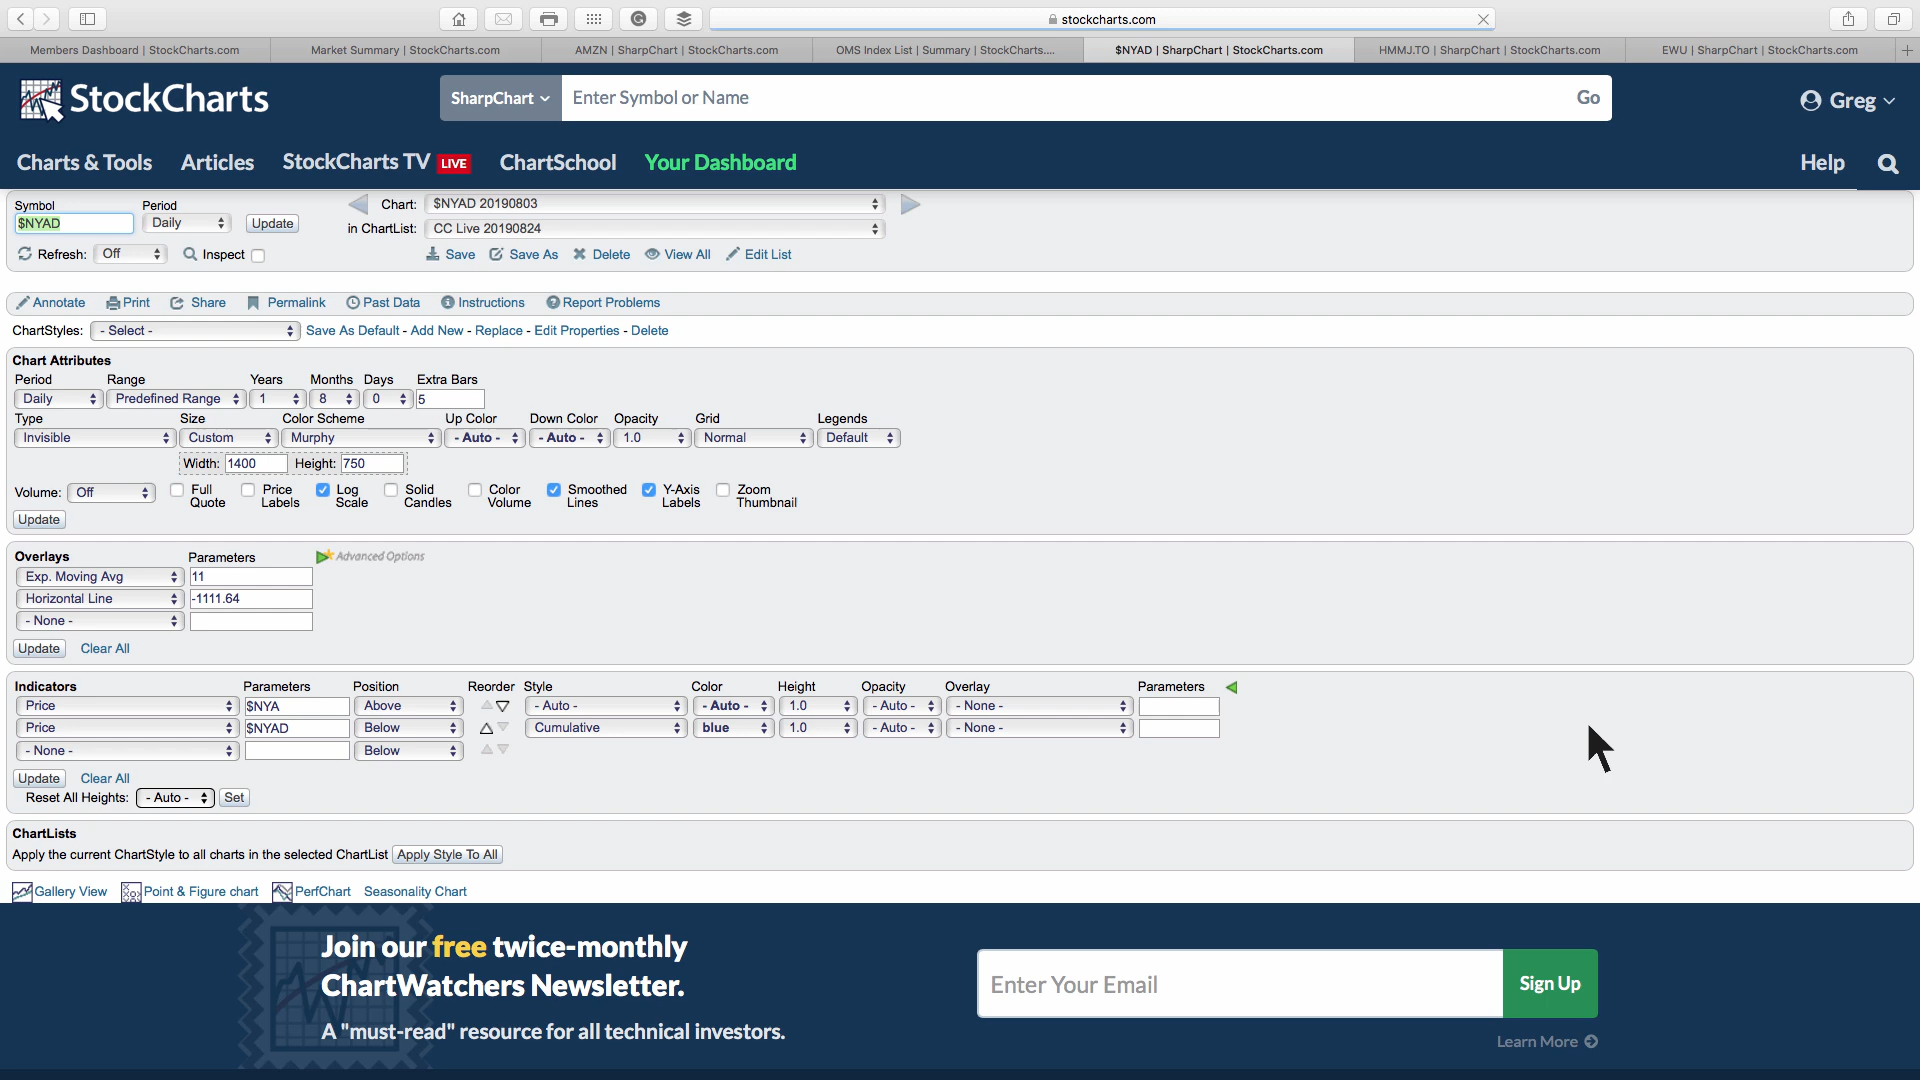 stockcharts.com
Members Dashboard | StockCharts.com
Market Summary | StockCharts.com
AMZN | SharpChart | StockCharts.com
OMS Index List | Summary | StockCharts....
$NYAD | SharpChart | StockCharts.com
HMMJ.TO | SharpChart | StockCharts.com
EWU | SharpChart | StockCharts.com
StockCharts
SharpChart
Enter Symbol or Name
Go
Greg
Charts & Tools Articles StockCharts TV LIVE ChartSchool Your Dashboard Help
Symbol Period
$NYAD Daily Update
Chart: $NYAD 20190803
in ChartList: CC Live 20190824
Refresh: Off Inspect
Save Save As Delete View All Edit List
Annotate Print Share Permalink Past Data Instructions Report Problems
ChartStyles: - Select - Save As Default - Add New - Replace - Edit Properties - Delete
Chart Attributes
Period Range Years Months Days Extra Bars
Daily Predefined Range 1 8 0 5
Type Size Color Scheme Up Color Down Color Opacity Grid Legends
Invisible Custom Murphy - Auto - - Auto - 1.0 Normal Default
Width: 1400 Height: 750
Volume: Off Full Quote Price Labels Log Scale Solid Candles Color Volume Smoothed Lines Y-Axis Labels Zoom Thumbnail
Update
Overlays Parameters Advanced Options
Exp. Moving Avg 11
Horizontal Line -1111.64
- None -
Update Clear All
Indicators Parameters Position Reorder Style Color Height Opacity Overlay Parameters
Price $NYA Above - Auto - - Auto - 1.0 - Auto - - None -
Price $NYAD Below Cumulative blue 1.0 - Auto - - None -
- None - Below
Update Clear All
Reset All Heights: - Auto - Set
ChartLists
Apply the current ChartStyle to all charts in the selected ChartList Apply Style To All
Gallery View Point & Figure chart PerfChart Seasonality Chart
Join our free twice-monthly
ChartWatchers Newsletter.
A "must-read" resource for all technical investors.
Enter Your Email
Sign Up
Learn More